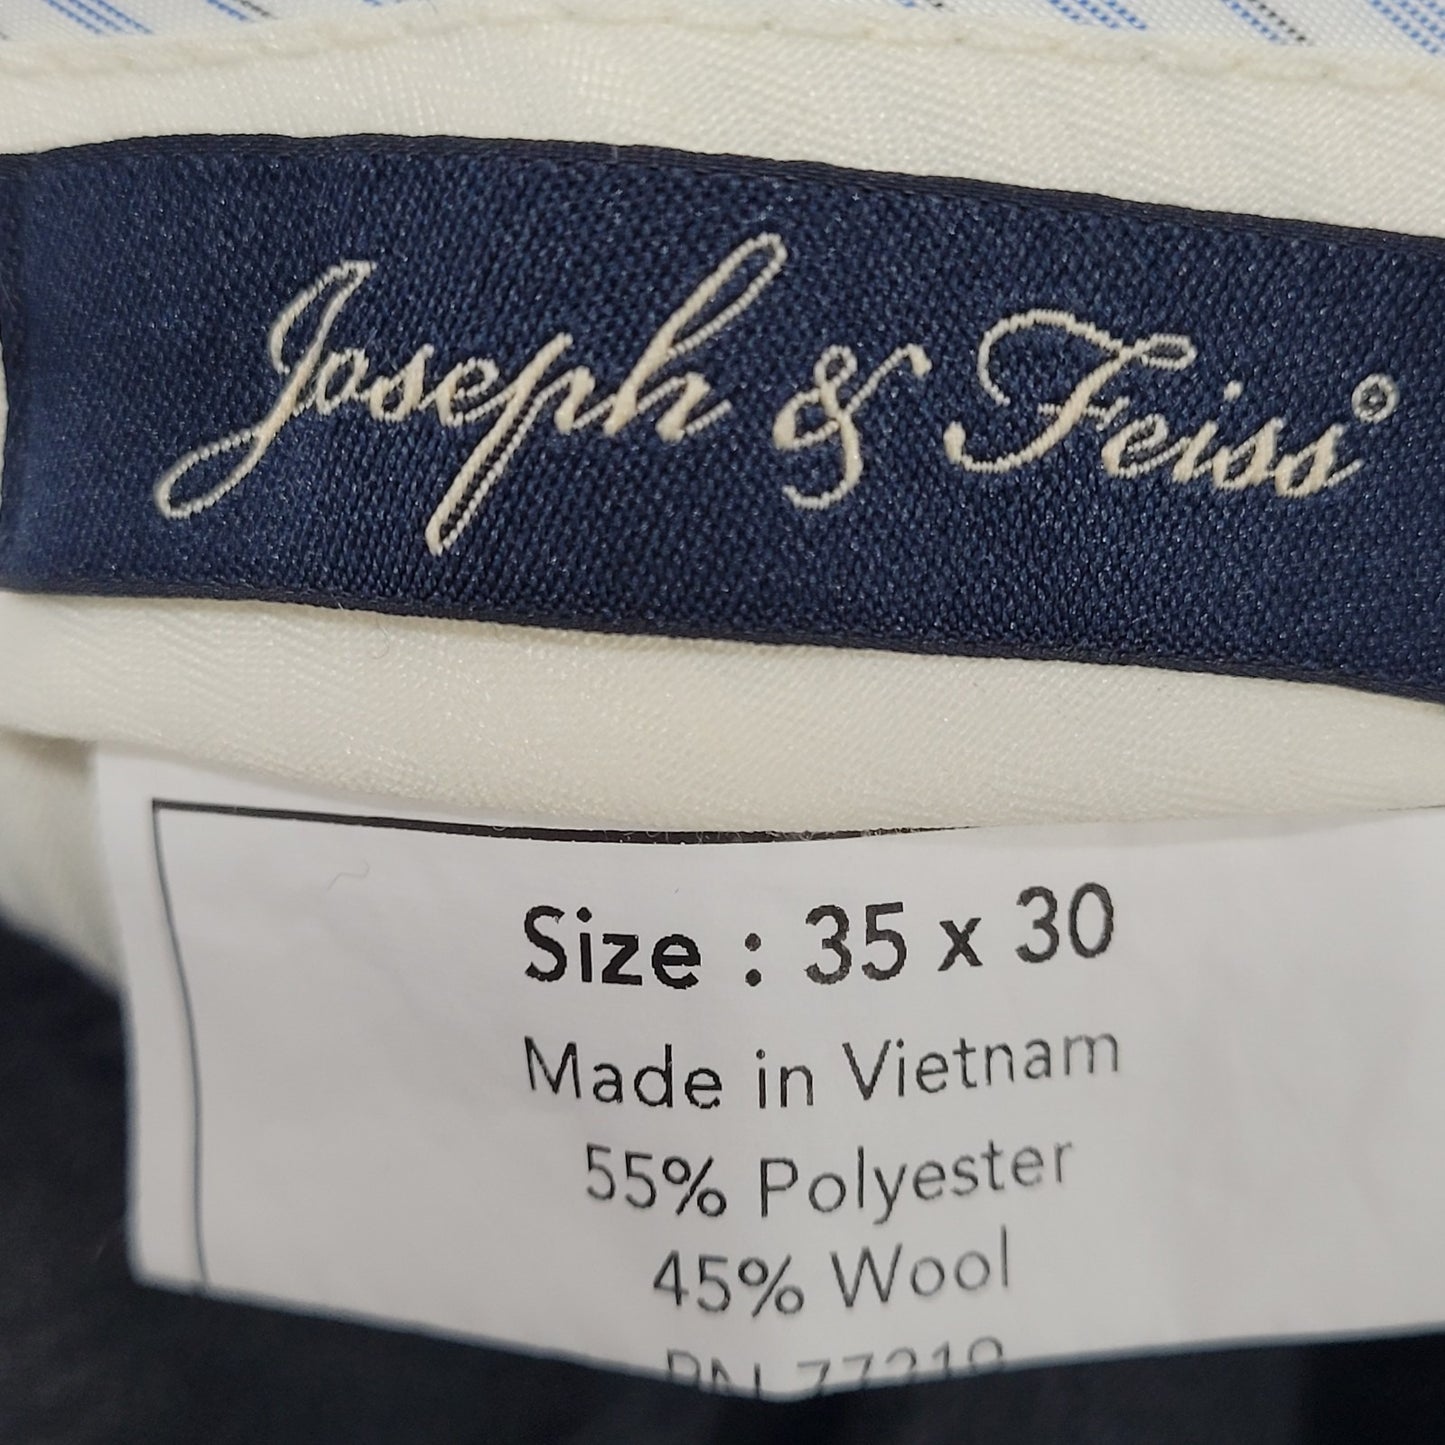 Joseph & Feiss®
Size : 35 x 30
Made in Vietnam
55% Polyester
45% Wool